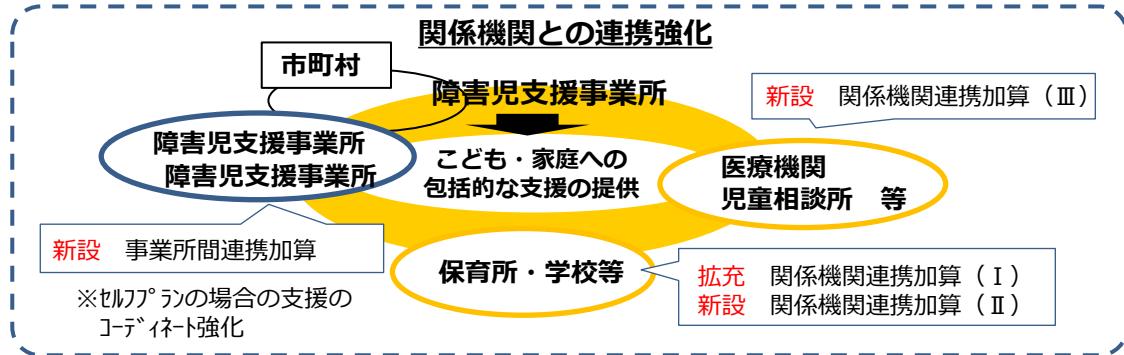 関係機関との連携強化
市町村
障害児支援事業所
新設 関係機関連携加算（Ⅲ）
障害児支援事業所
障害児支援事業所
こども・家庭への
包括的な支援の提供
医療機関
児童相談所 等
新設 事業所間連携加算
※ｾﾙﾌﾌﾟﾗﾝの場合の支援の
ｺｰﾃﾞｨﾈｰﾄ強化
保育所・学校等
拡充 関係機関連携加算（Ⅰ）
新設 関係機関連携加算（Ⅱ）